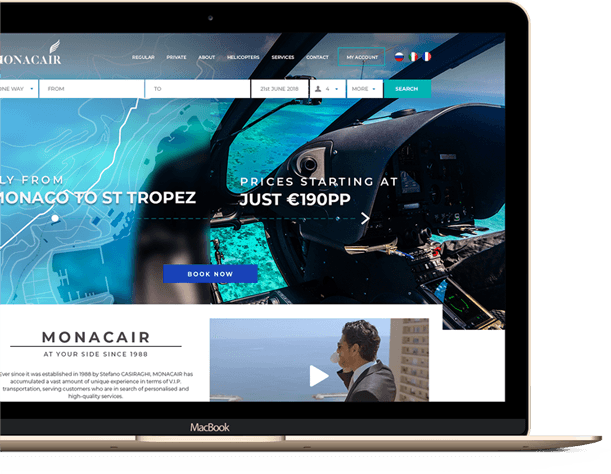 MONACAIR
REGULAR PRIVATE ABOUT HELICOPTERS SERVICES CONTACT MY ACCOUNT
ONE WAY FROM TO 21st JUNE 2018 4 MORE SEARCH
LY FROM
MONACO TO ST TROPEZ
PRICES STARTING AT
JUST €190PP
BOOK NOW
MONACAIR
AT YOUR SIDE SINCE 1988
Ever since it was established in 1988 by Stefano CASIRAGHI, MONACAIR has
accumulated a vast amount of unique experience in terms of V.I.P.
transportation, serving customers who are in search of personalised and
high-quality services.
MacBook